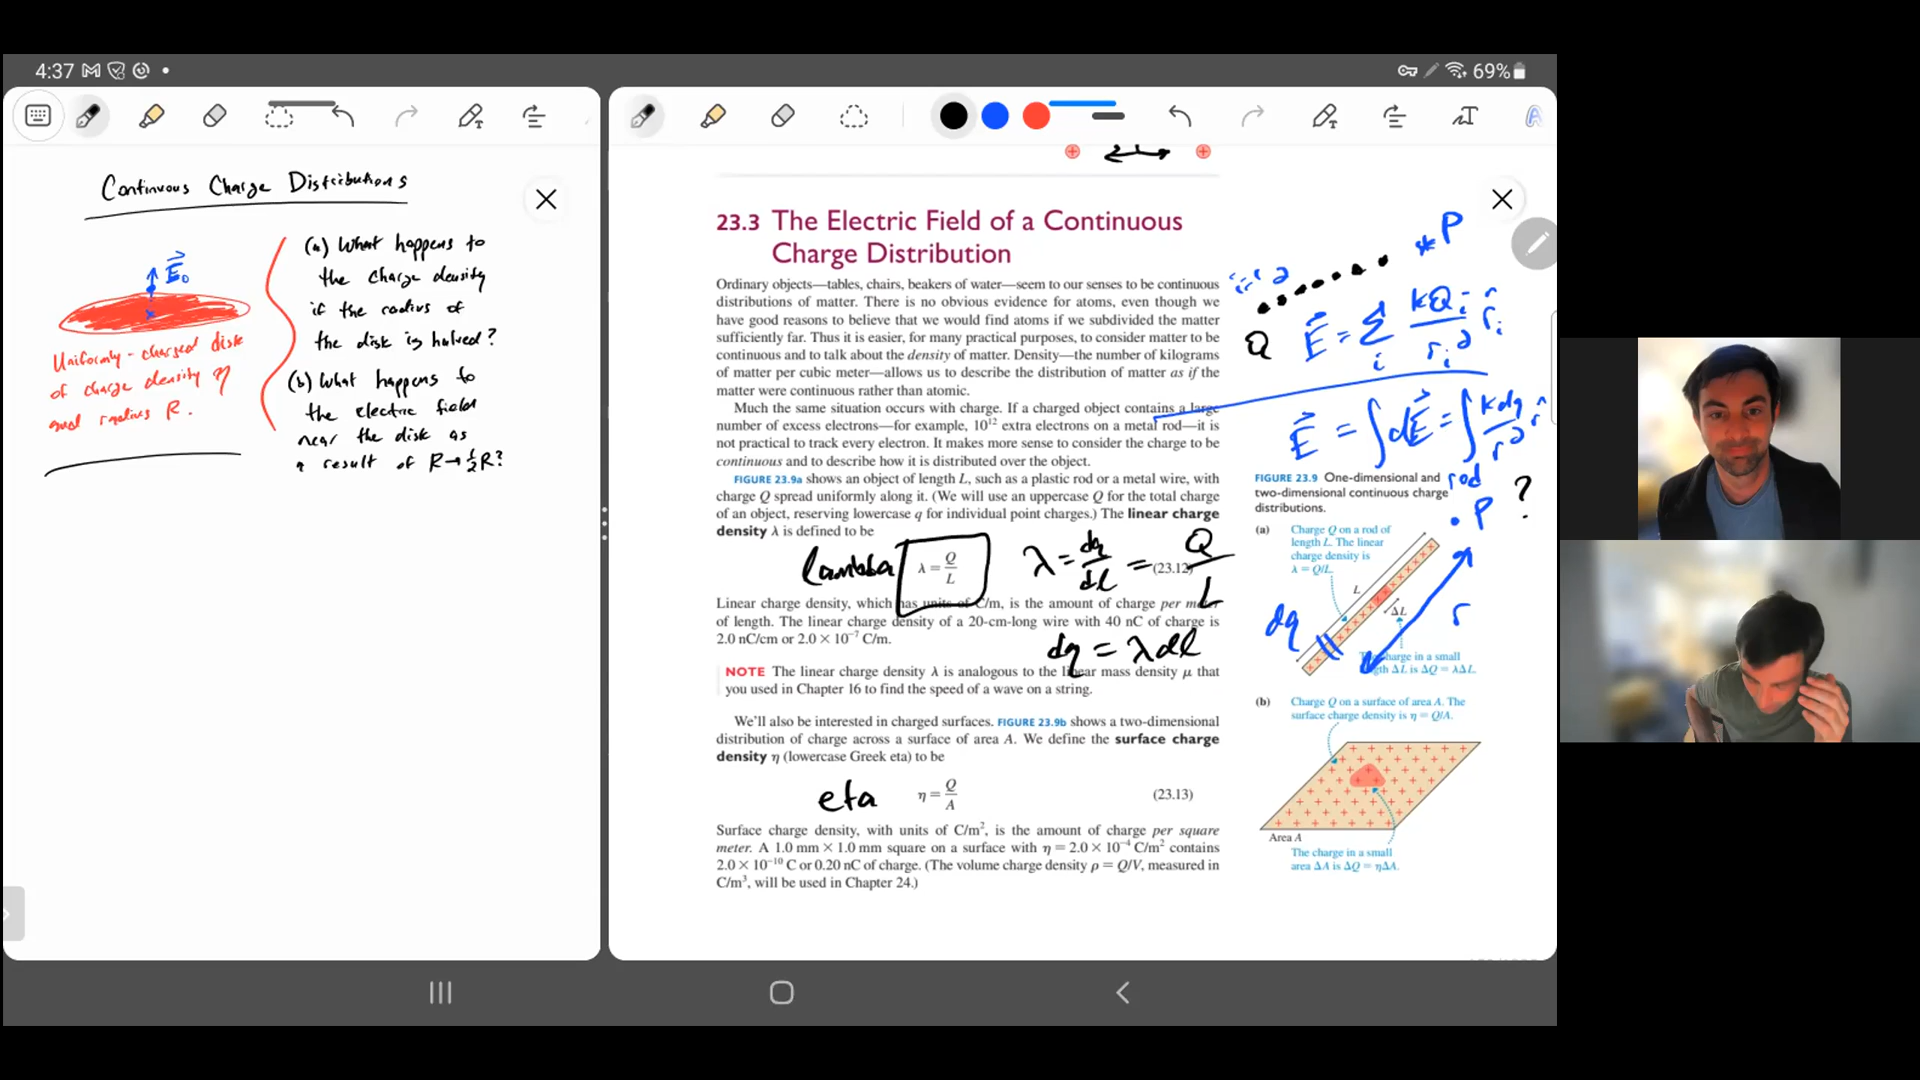 4:37
69%
Continuous Charge Distributions
E₀
Uniformly-charged disk
of charge density η
and radius R.
(a) What happens to
the charge density
if the radius of
the disk is halved?
(b) What happens to
the electric field
near the disk as
a result of R→½R?
23.3 The Electric Field of a Continuous
Charge Distribution
Ordinary objects—tables, chairs, beakers of water—seem to our senses to be continuous
distributions of matter. There is no obvious evidence for atoms, even though we
have good reasons to believe that we would find atoms if we subdivided the matter
sufficiently far. Thus it is easier, for many practical purposes, to consider matter to be
continuous and to talk about the density of matter. Density—the number of kilograms
of matter per cubic meter—allows us to describe the distribution of matter as if the
matter were continuous rather than atomic.
Much the same situation occurs with charge. If a charged object contains a large
number of excess electrons—for example, 10¹² extra electrons on a metal rod—it is
not practical to track every electron. It makes more sense to consider the charge to be
continuous and to describe how it is distributed over the object.
FIGURE 23.9a shows an object of length L, such as a plastic rod or a metal wire, with
charge Q spread uniformly along it. (We will use an uppercase Q for the total charge
of an object, reserving lowercase q for individual point charges.) The linear charge
density λ is defined to be
lambda
λ = Q/L
(23.12)
λ = dq/dl = Q/L
Linear charge density, which has units of C/m, is the amount of charge per meter
of length. The linear charge density of a 20-cm-long wire with 40 nC of charge is
2.0 nC/cm or 2.0 × 10⁻⁷ C/m.
dq = λdl
NOTE The linear charge density λ is analogous to the linear mass density μ that
you used in Chapter 16 to find the speed of a wave on a string.
We'll also be interested in charged surfaces. FIGURE 23.9b shows a two-dimensional
distribution of charge across a surface of area A. We define the surface charge
density η (lowercase Greek eta) to be
eta
η = Q/A
(23.13)
Surface charge density, with units of C/m², is the amount of charge per square
meter. A 1.0 mm × 1.0 mm square on a surface with η = 2.0 × 10⁻⁴ C/m² contains
2.0 × 10⁻¹⁰ C or 0.20 nC of charge. (The volume charge density ρ = Q/V, measured in
C/m³, will be used in Chapter 24.)
P
Q
E = Σᵢ kQᵢ/rᵢ² r̂ᵢ
E = ∫dE = ∫ kdq/r² r̂
rod
FIGURE 23.9 One-dimensional and
two-dimensional continuous charge
distributions.
P ?
(a) Charge Q on a rod of
length L. The linear
charge density is
λ = Q/L.
L
ΔL
dq
r
charge in a small
length ΔL is ΔQ = λΔL.
(b) Charge Q on a surface of area A. The
surface charge density is η = Q/A.
Area A
The charge in a small
area ΔA is ΔQ = ηΔA.